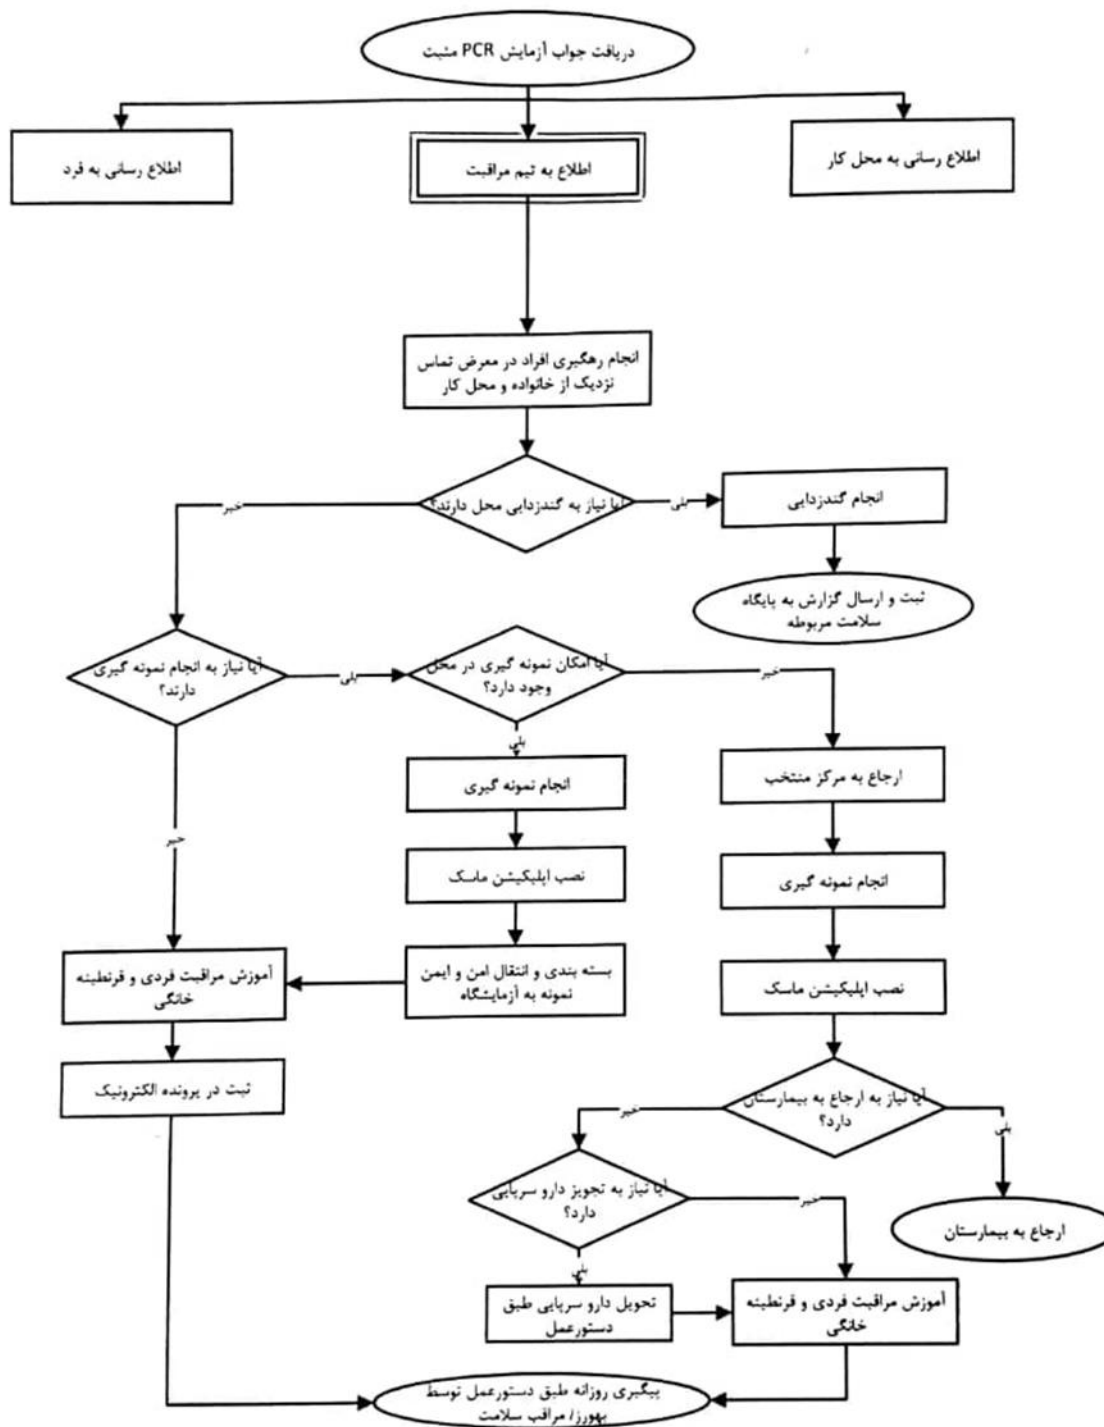 دریافت جواب آزمایش PCR مثبت
اطلاع رسانی به محل کار
اطلاع به تیم مراقبت
اطلاع رسانی به فرد
انجام رهگیری افراد در معرض تماس
نزدیک از خانواده و محل کار
آیا نیاز به گندزدایی محل دارند؟
بلی
خیر
انجام گندزدایی
ثبت و ارسال گزارش به پایگاه
سلامت مربوطه
آیا نیاز به انجام نمونه گیری
دارند؟
بلی
آیا امکان نمونه گیری در محل
وجود دارد؟
خیر
بلی
خیر
انجام نمونه گیری
نصب اپلیکیشن ماسک
بسته بندی و انتقال امن و ایمن
نمونه به آزمایشگاه
ارجاع به مرکز منتخب
انجام نمونه گیری
نصب اپلیکیشن ماسک
آموزش مراقبت فردی و قرنطینه
خانگی
ثبت در پرونده الکترونیک
آیا نیاز به ارجاع به بیمارستان
دارد؟
بلی
خیر
ارجاع به بیمارستان
آیا نیاز به تجویز دارو سرپایی
دارد؟
خیر
بلی
تحویل دارو سرپایی طبق
دستورعمل
آموزش مراقبت فردی و قرنطینه
خانگی
پیگیری روزانه طبق دستورعمل توسط
بهورز/ مراقب سلامت